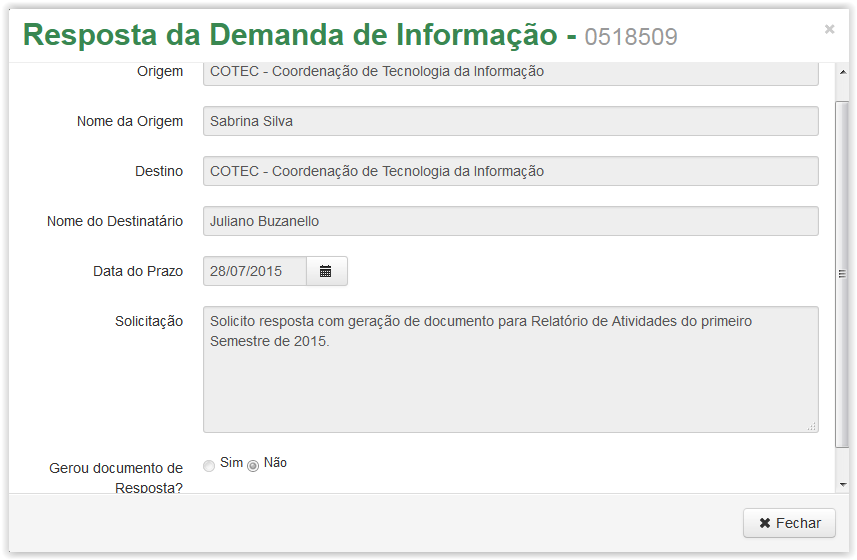 Resposta da Demanda de Informação - 0518509 ×
Origem COTEC - Coordenação de Tecnologia da Informação
Nome da Origem Sabrina Silva
Destino COTEC - Coordenação de Tecnologia da Informação
Nome do Destinatário Juliano Buzanello
Data do Prazo 28/07/2015
Solicitação Solicito resposta com geração de documento para Relatório de Atividades do primeiro
Semestre de 2015.
Gerou documento de Sim Não
Resposta?
Fechar